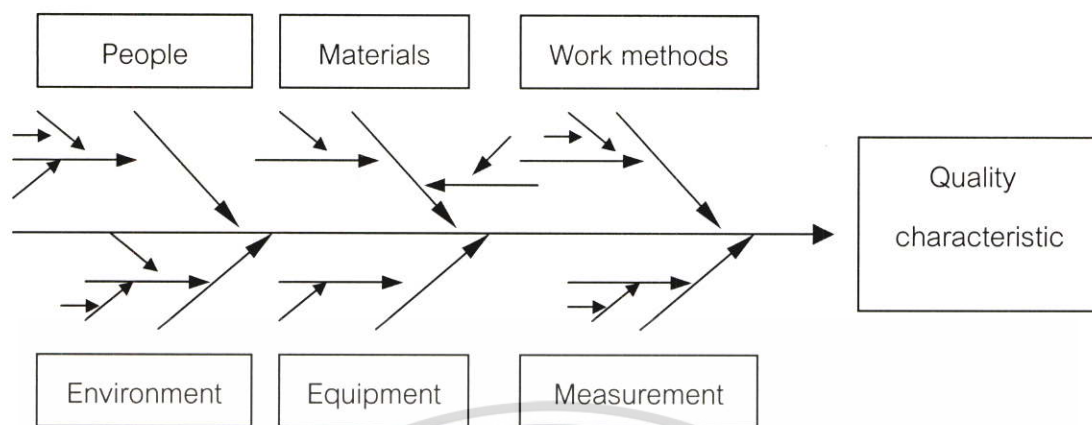 People
Materials
Work methods
Quality
characteristic
Environment
Equipment
Measurement